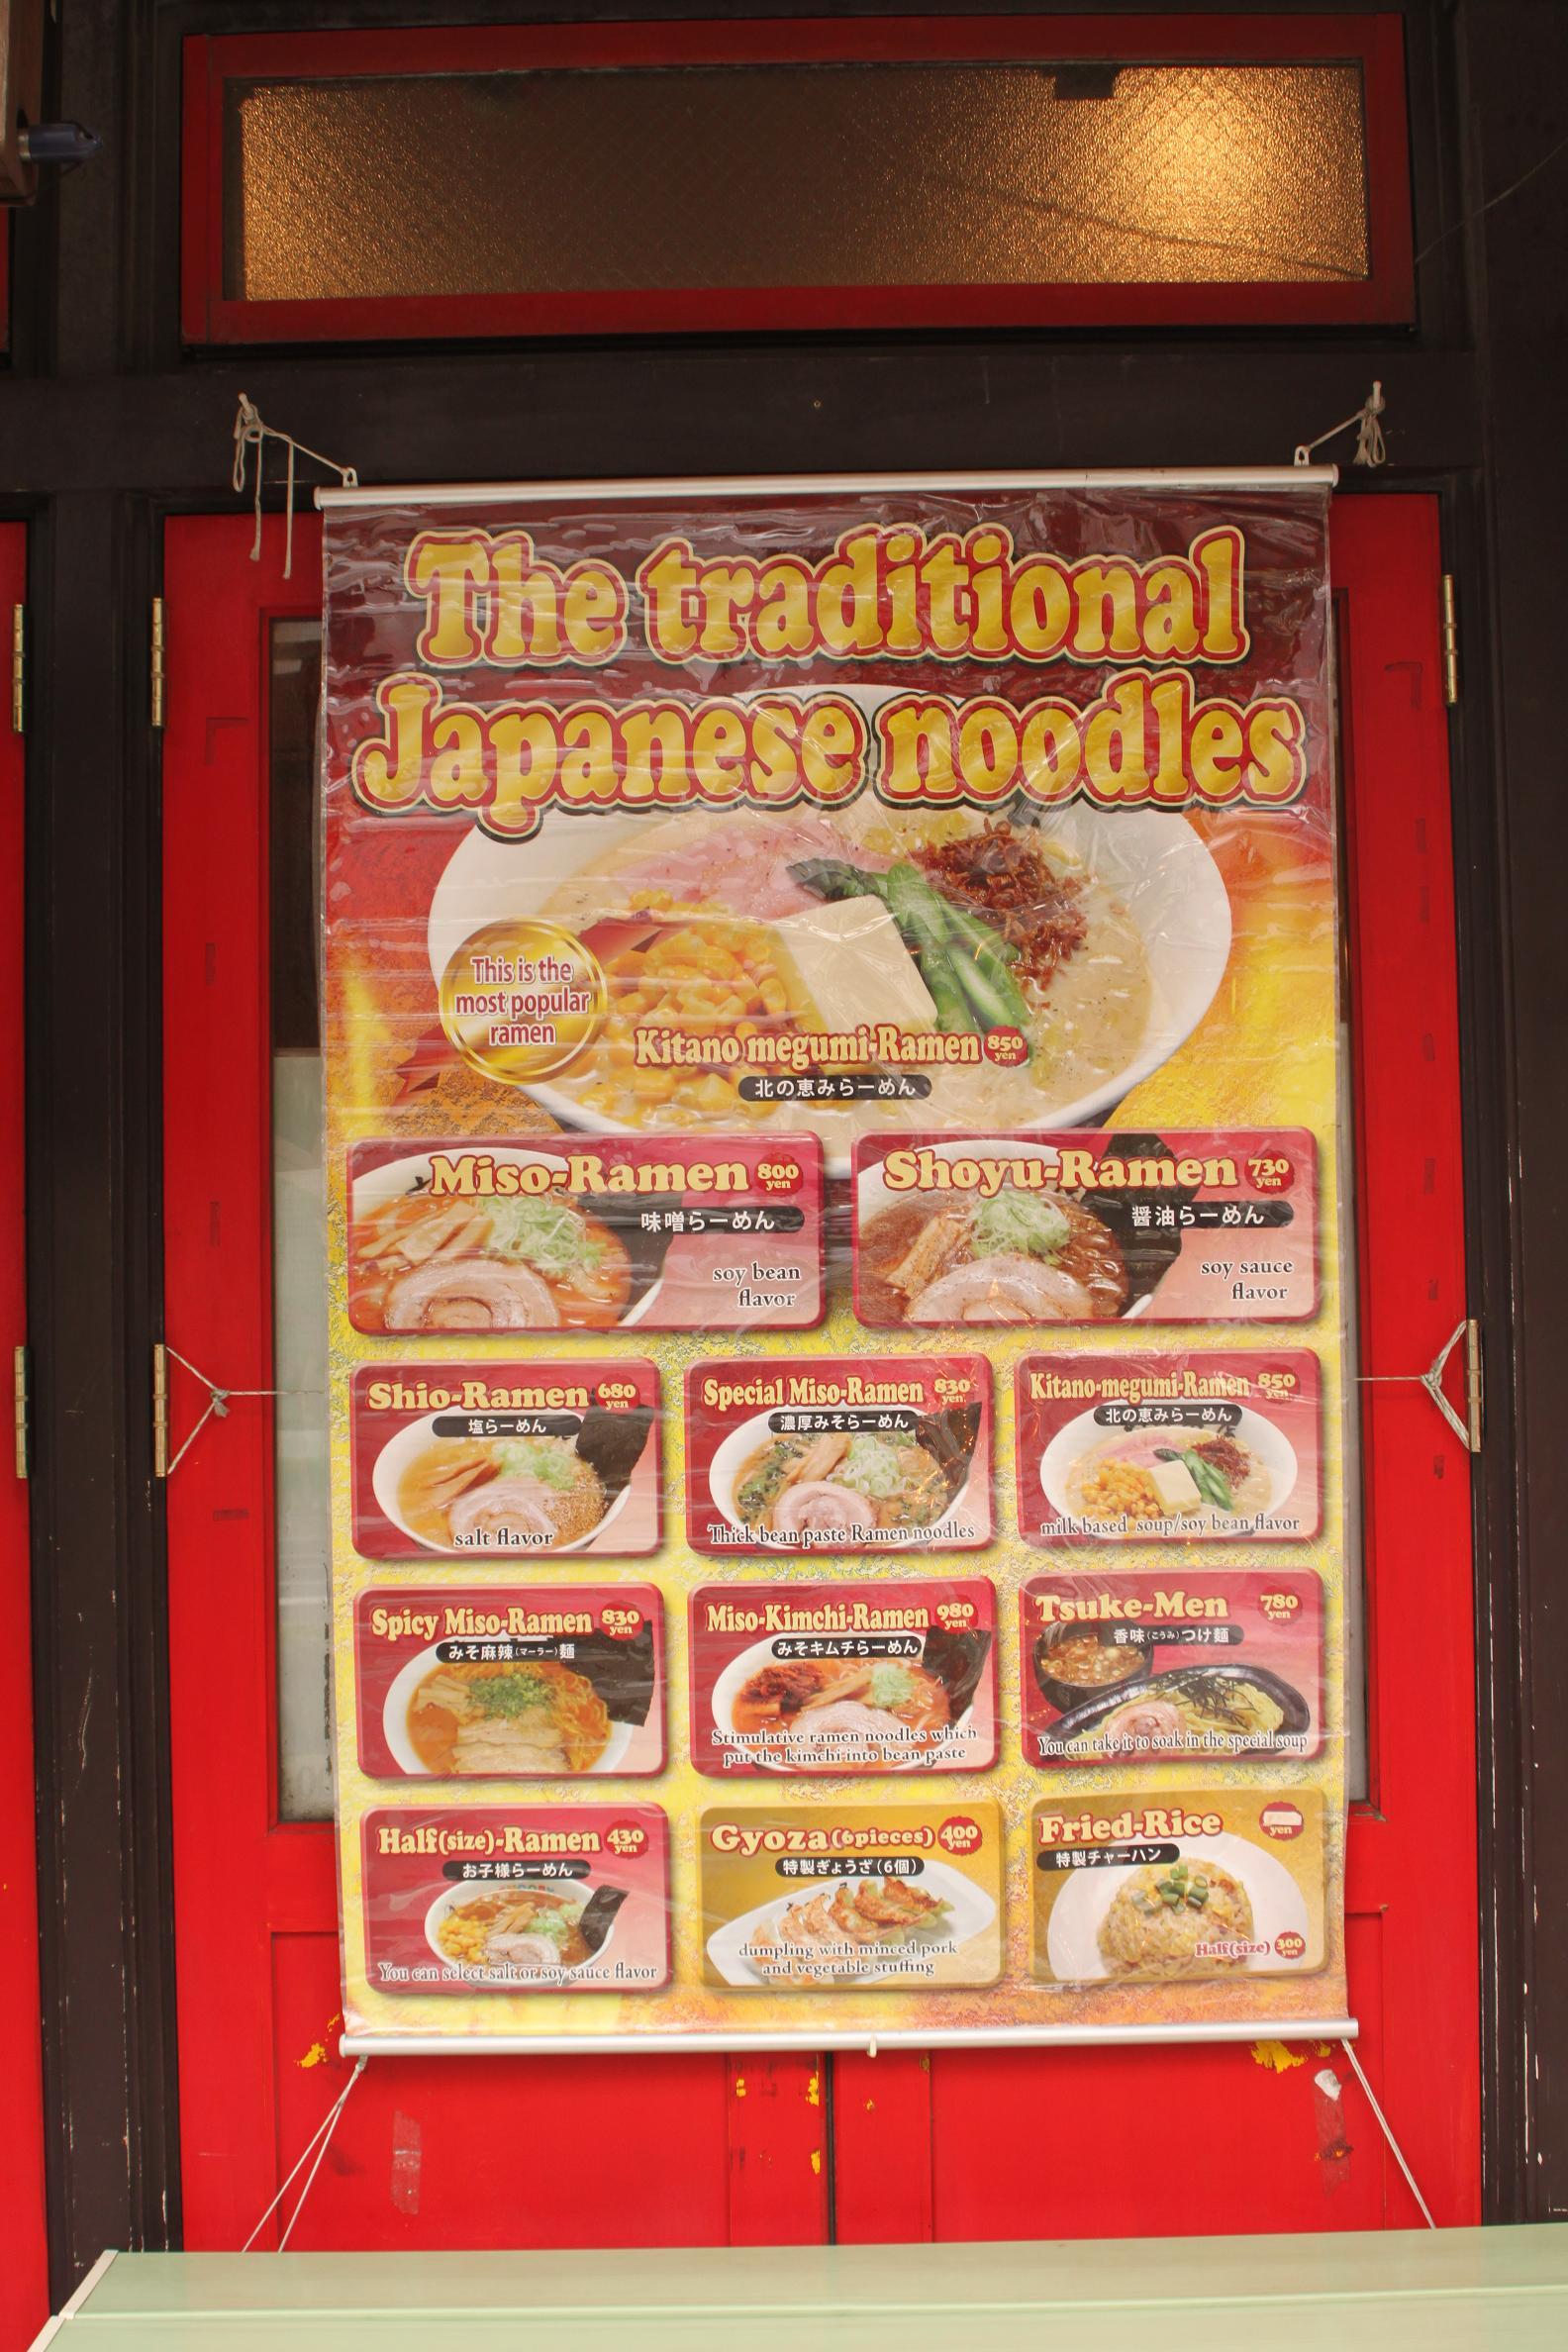 The traditional
Japanese noodles
This is the
most popular
ramen
Kitano megumi-Ramen 850 yen
北の恵みらーめん
Miso-Ramen 800 yen
味噌らーめん
soy bean
flavor
Shoyu-Ramen 730 yen
醤油らーめん
soy sauce
flavor
Shio-Ramen 680 yen
塩らーめん
salt flavor
Special Miso-Ramen 830 yen
濃厚みそらーめん
Thick bean paste Ramen noodles
Kitano-megumi-Ramen 850 yen
北の恵みらーめん
milk based soup/soy bean flavor
Spicy Miso-Ramen 830 yen
みそ麻辣(マーラー)麺
Miso-Kimchi-Ramen 980 yen
みそキムチらーめん
Stimulative ramen noodles which
put the kimchi into bean paste
Tsuke-Men 780 yen
香味(こうみ)つけ麺
You can take it to soak in the special soup
Half(size)-Ramen 430 yen
お子様らーめん
You can select salt or soy sauce flavor
Gyoza(6pieces) 400 yen
特製ぎょうざ(6個)
dumpling with minced pork
and vegetable stuffing
Fried-Rice yen
特製チャーハン
Half(size) 300 yen